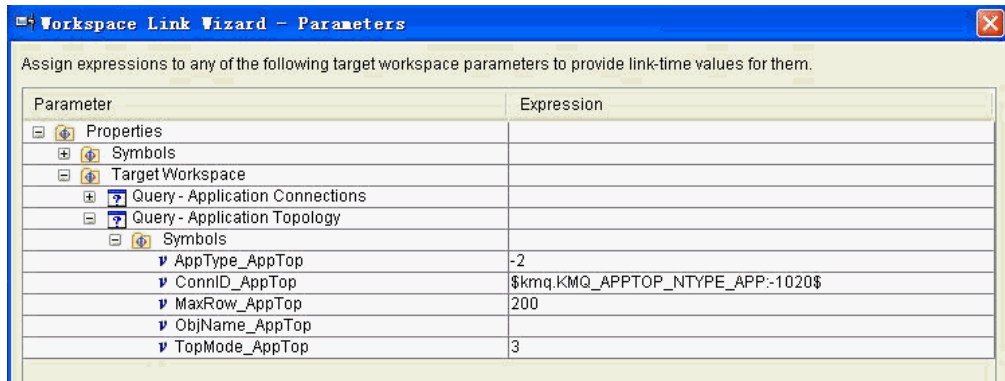 Workspace Link Wizard - Parameters
Assign expressions to any of the following target workspace parameters to provide link-time values for them.
Parameter Expression
Properties
Symbols
Target Workspace
Query - Application Connections
Query - Application Topology
Symbols
AppType_AppTop -2
ConnID_AppTop $kmq.KMQ_APPTOP_NTYPE_APP:-1020$
MaxRow_AppTop 200
ObjName_AppTop
TopMode_AppTop 3